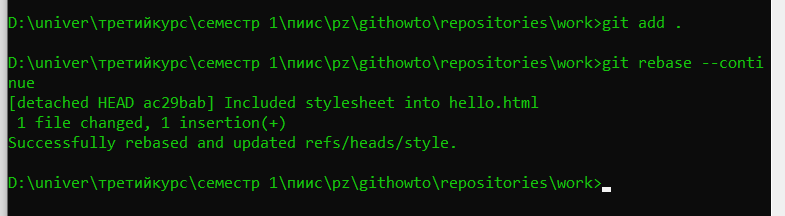 D:\univer\третийкурс\семестр 1\пиис\pz\githowto\repositories\work>git add .
D:\univer\третийкурс\семестр 1\пиис\pz\githowto\repositories\work>git rebase --conti
nue
[detached HEAD ac29bab] Included stylesheet into hello.html
 1 file changed, 1 insertion(+)
Successfully rebased and updated refs/heads/style.
D:\univer\третийкурс\семестр 1\пиис\pz\githowto\repositories\work>